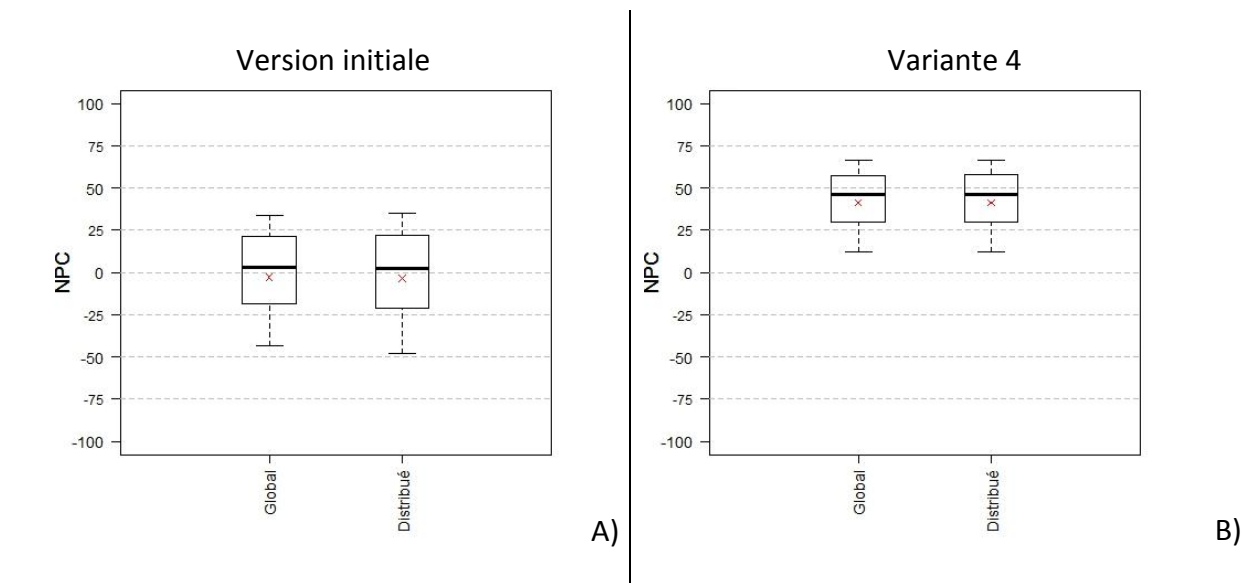 Version initiale
100
75
50
25
0
-25
-50
-75
-100
NPC
Global
Distribué
A)
Variante 4
100
75
50
25
0
-25
-50
-75
-100
NPC
Global
Distribué
B)